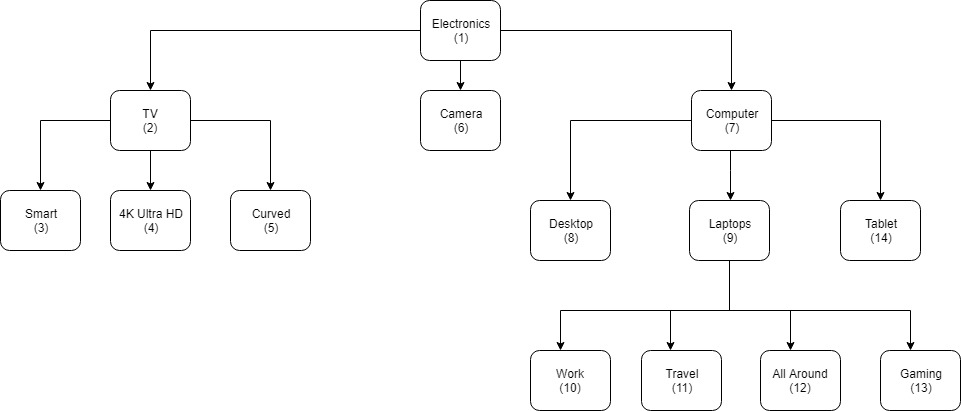 Electronics
(1)
TV
(2)
Camera
(6)
Computer
(7)
Smart
(3)
4K Ultra HD
(4)
Curved
(5)
Desktop
(8)
Laptops
(9)
Tablet
(14)
Work
(10)
Travel
(11)
All Around
(12)
Gaming
(13)